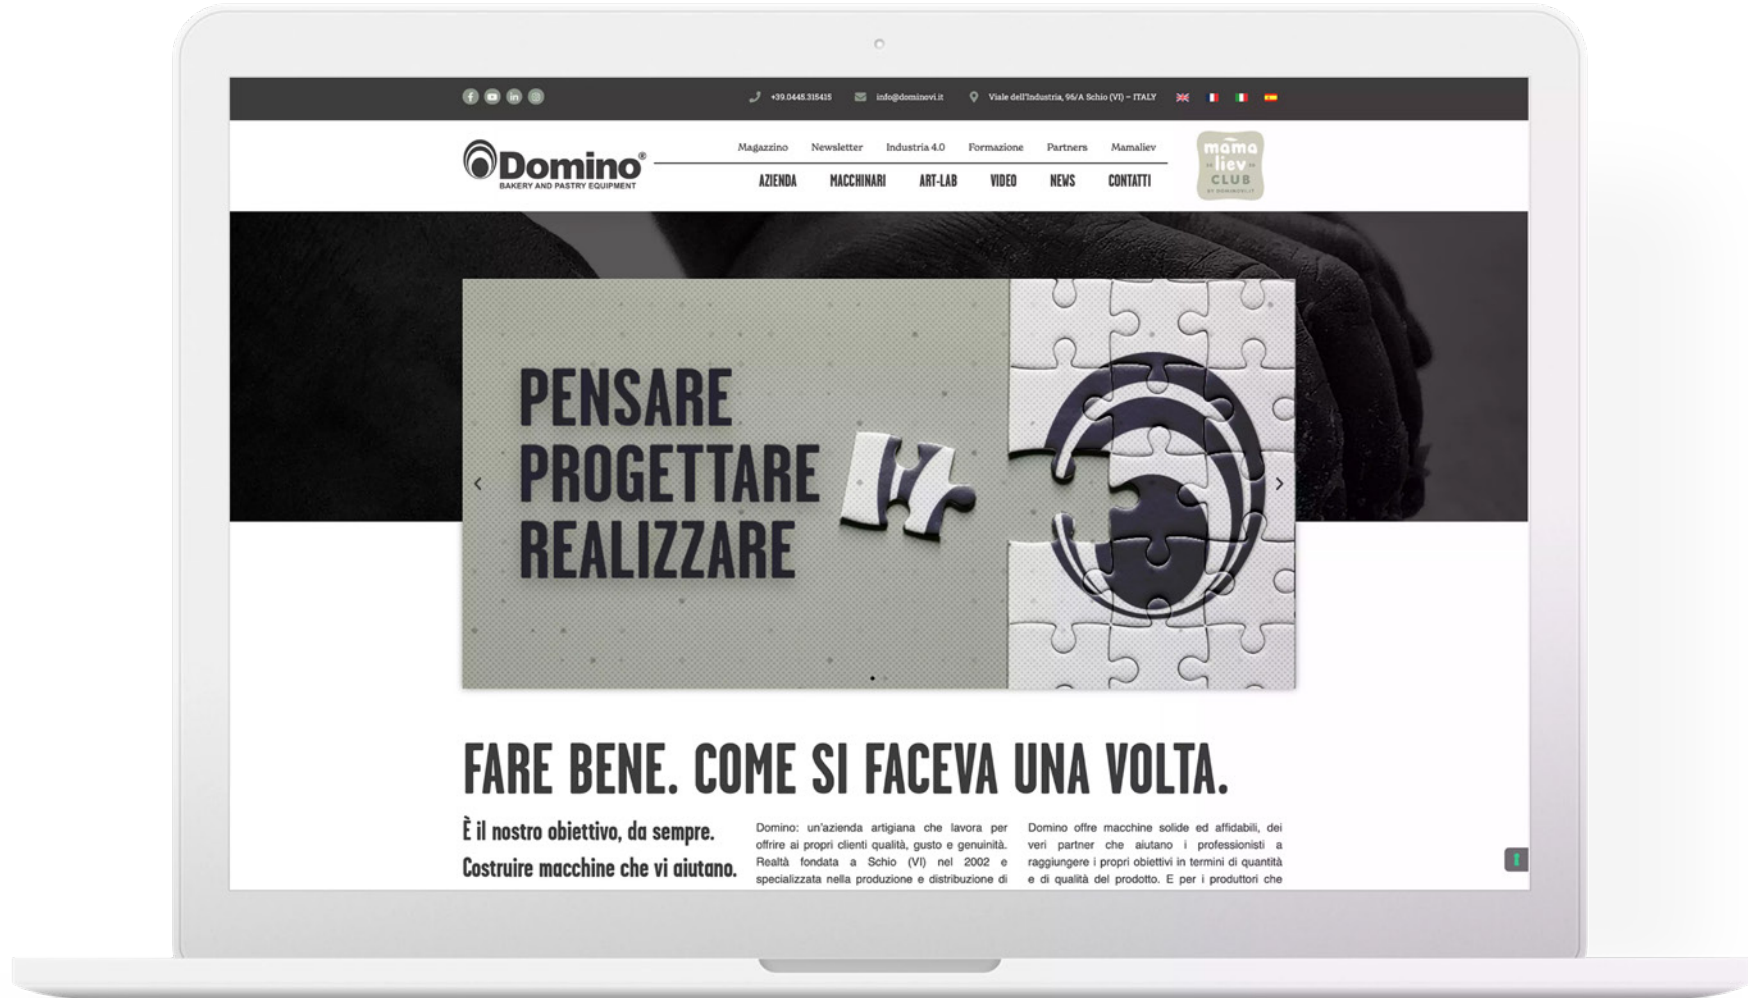 +39.0445.315415
info@dominovi.it
Viale dell'Industria, 96/A Schio (VI) – ITALY
Magazzino Newsletter Industria 4.0 Formazione Partners Mamaliev
Domino®
BAKERY AND PASTRY EQUIPMENT
AZIENDA MACCHINARI ART-LAB VIDEO NEWS CONTATTI
mama
liev
CLUB
BY DOMINOVI.IT
PENSARE
PROGETTARE
REALIZZARE
FARE BENE. COME SI FACEVA UNA VOLTA.
È il nostro obiettivo, da sempre.
Costruire macchine che vi aiutano.
Domino: un'azienda artigiana che lavora per
offrire ai propri clienti qualità, gusto e genuinità.
Realtà fondata a Schio (VI) nel 2002 e
specializzata nella produzione e distribuzione di
Domino offre macchine solide ed affidabili, dei
veri partner che aiutano i professionisti a
raggiungere i propri obiettivi in termini di quantità
e di qualità del prodotto. E per i produttori che